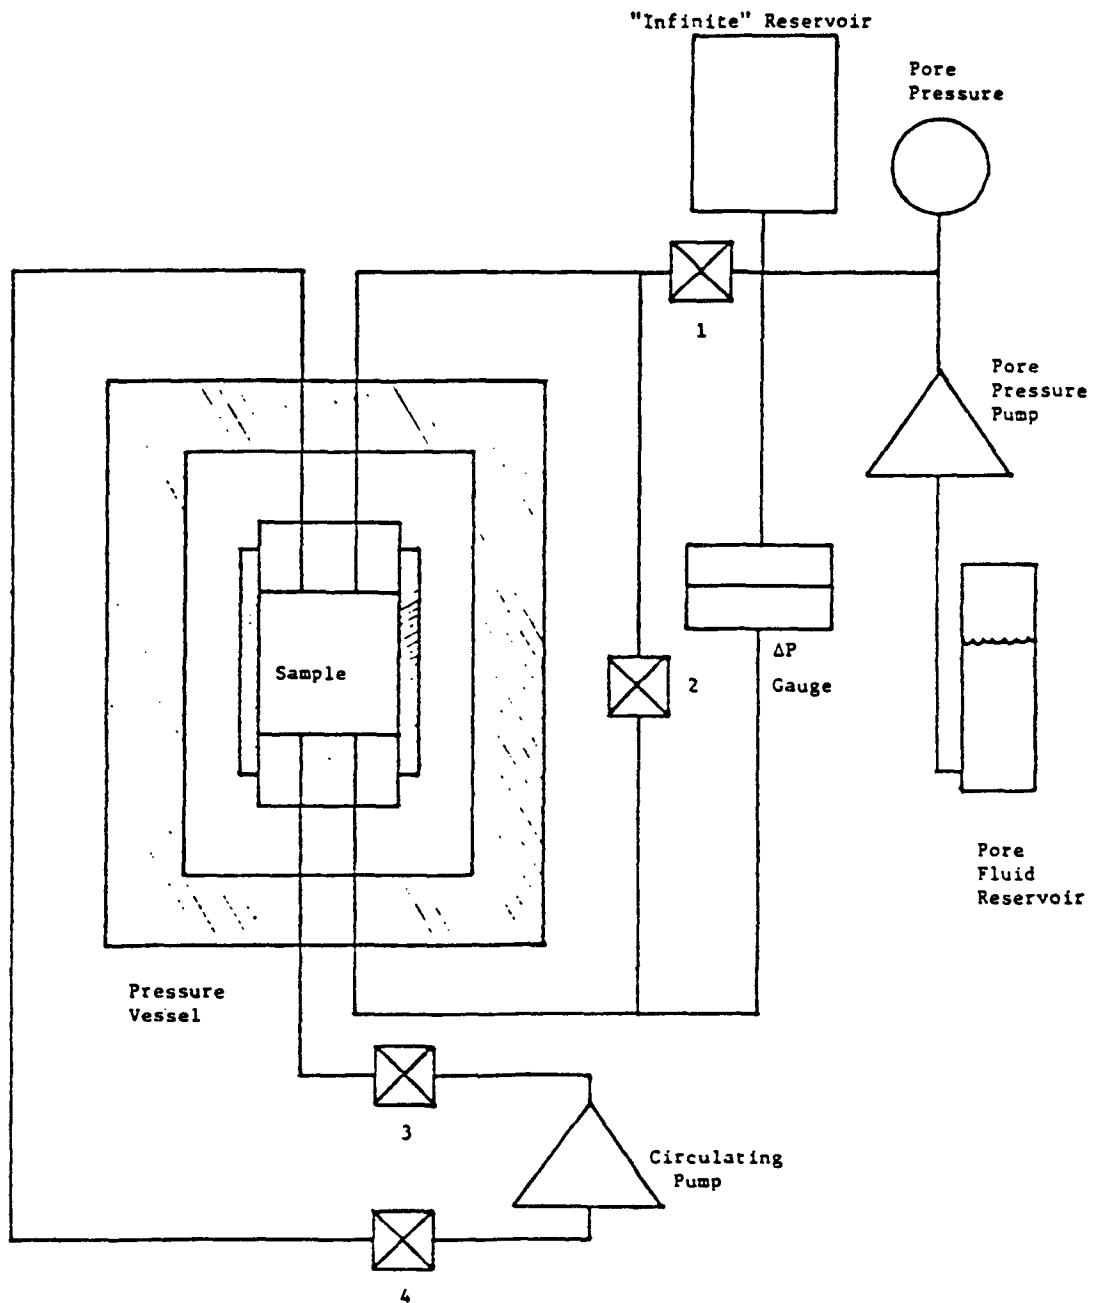 "Infinite" Reservoir
Pore
Pressure
1
Pore
Pressure
Pump
Sample
2
ΔP
Gauge
Pore
Fluid
Reservoir
Pressure
Vessel
3
Circulating
Pump
4